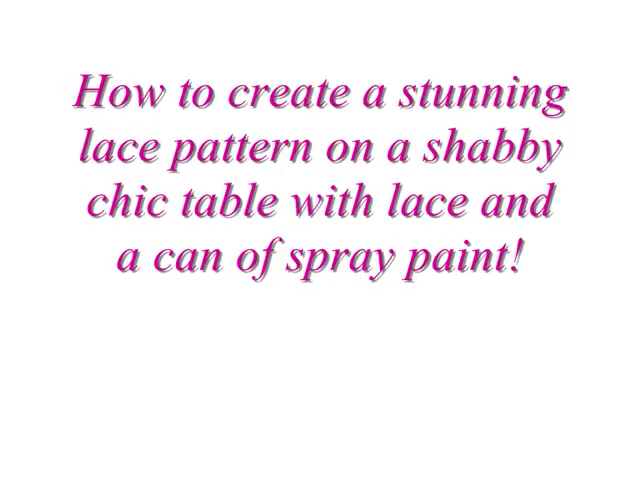 How to create a stunning
lace pattern on a shabby
chic table with lace and
a can of spray paint!